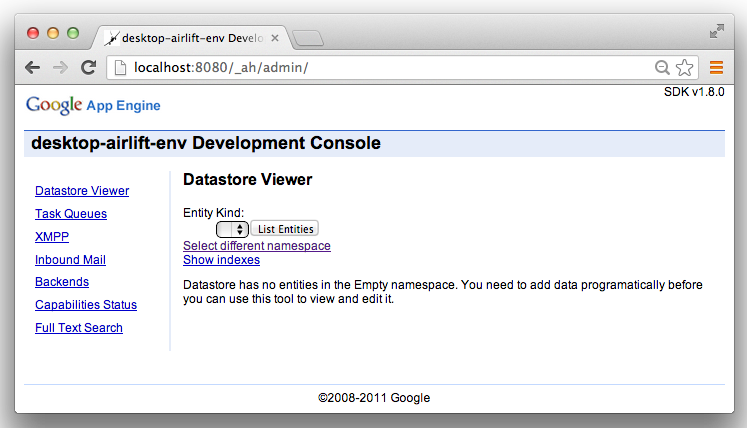 desktop-airlift-env Develo
localhost:8080/_ah/admin/
SDK v1.8.0
Google App Engine
desktop-airlift-env Development Console
Datastore Viewer
Task Queues
XMPP
Inbound Mail
Backends
Capabilities Status
Full Text Search
Datastore Viewer
Entity Kind:
List Entities
Select different namespace
Show indexes
Datastore has no entities in the Empty namespace. You need to add data programatically before
you can use this tool to view and edit it.
©2008-2011 Google